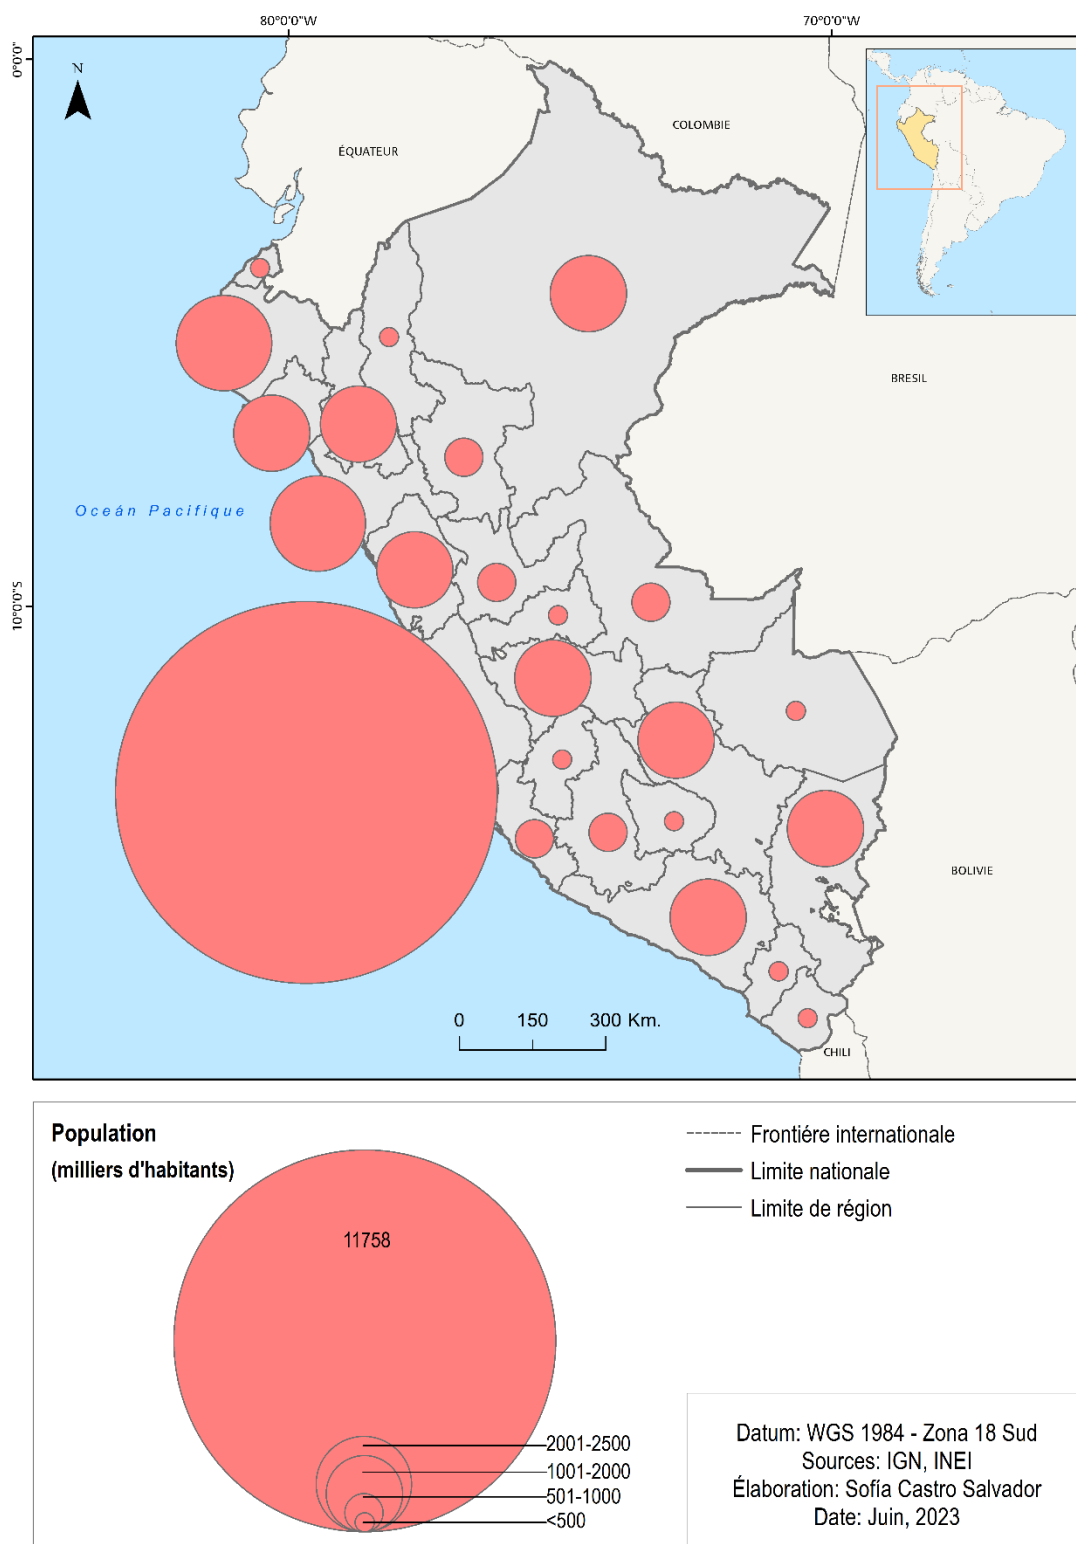 80°0'0"W
70°0'0"W
0°0'0"
N
COLOMBIE
ÉQUATEUR
BRESIL
Oceán Pacifique
10°0'0"S
BOLIVIE
0 150 300 Km.
CHILI
Population
(milliers d'habitants)
11758
2001-2500
1001-2000
501-1000
<500
Frontiére internationale
Limite nationale
Limite de région
Datum: WGS 1984 - Zona 18 Sud
Sources: IGN, INEI
Élaboration: Sofía Castro Salvador
Date: Juin, 2023